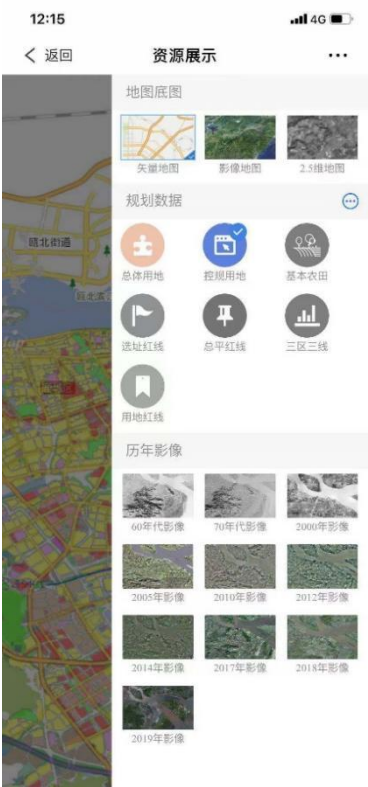 12:15
4G
返回
资源展示
地图底图
矢量地图 影像地图 2.5维地图
规划数据
总体用地 控规用地 基本农田
选址红线 总平红线 三区三线
用地红线
历年影像
60年代影像 70年代影像 2000年影像
2005年影像 2010年影像 2012年影像
2014年影像 2017年影像 2018年影像
2019年影像
瓯北街道